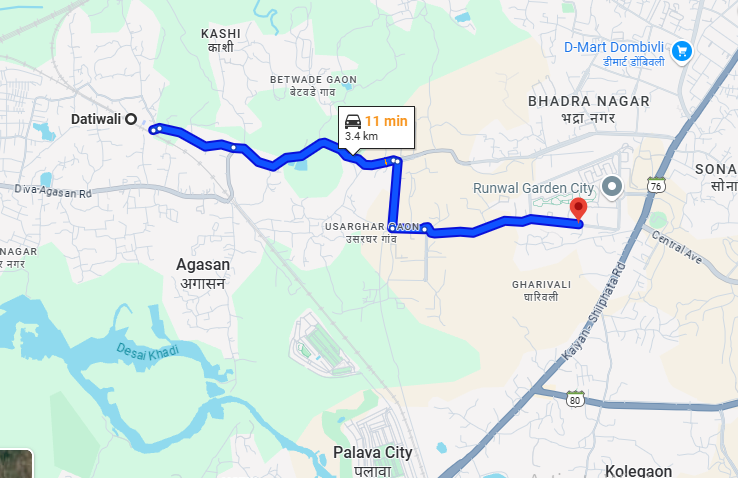 KASHI
काशी
D-Mart Dombivli
डीमार्ट डोंबिवली
BETWADE GAON
बेटवडे गाव
BHADRA NAGAR
भद्रा नगर
Datiwali
11 min
3.4 km
SONA
सोना
76
Runwal Garden City
Diva-Agasan Rd
USARGHAR GAON
उसरघर गाव
NAGAR
र नगर
Central Ave
Agasan
अगासन
GHARIVALI
घारिवली
Kalyan - Shilphata Rd
Desai Khadi
80
Palava City
पलावा
Kolegaon